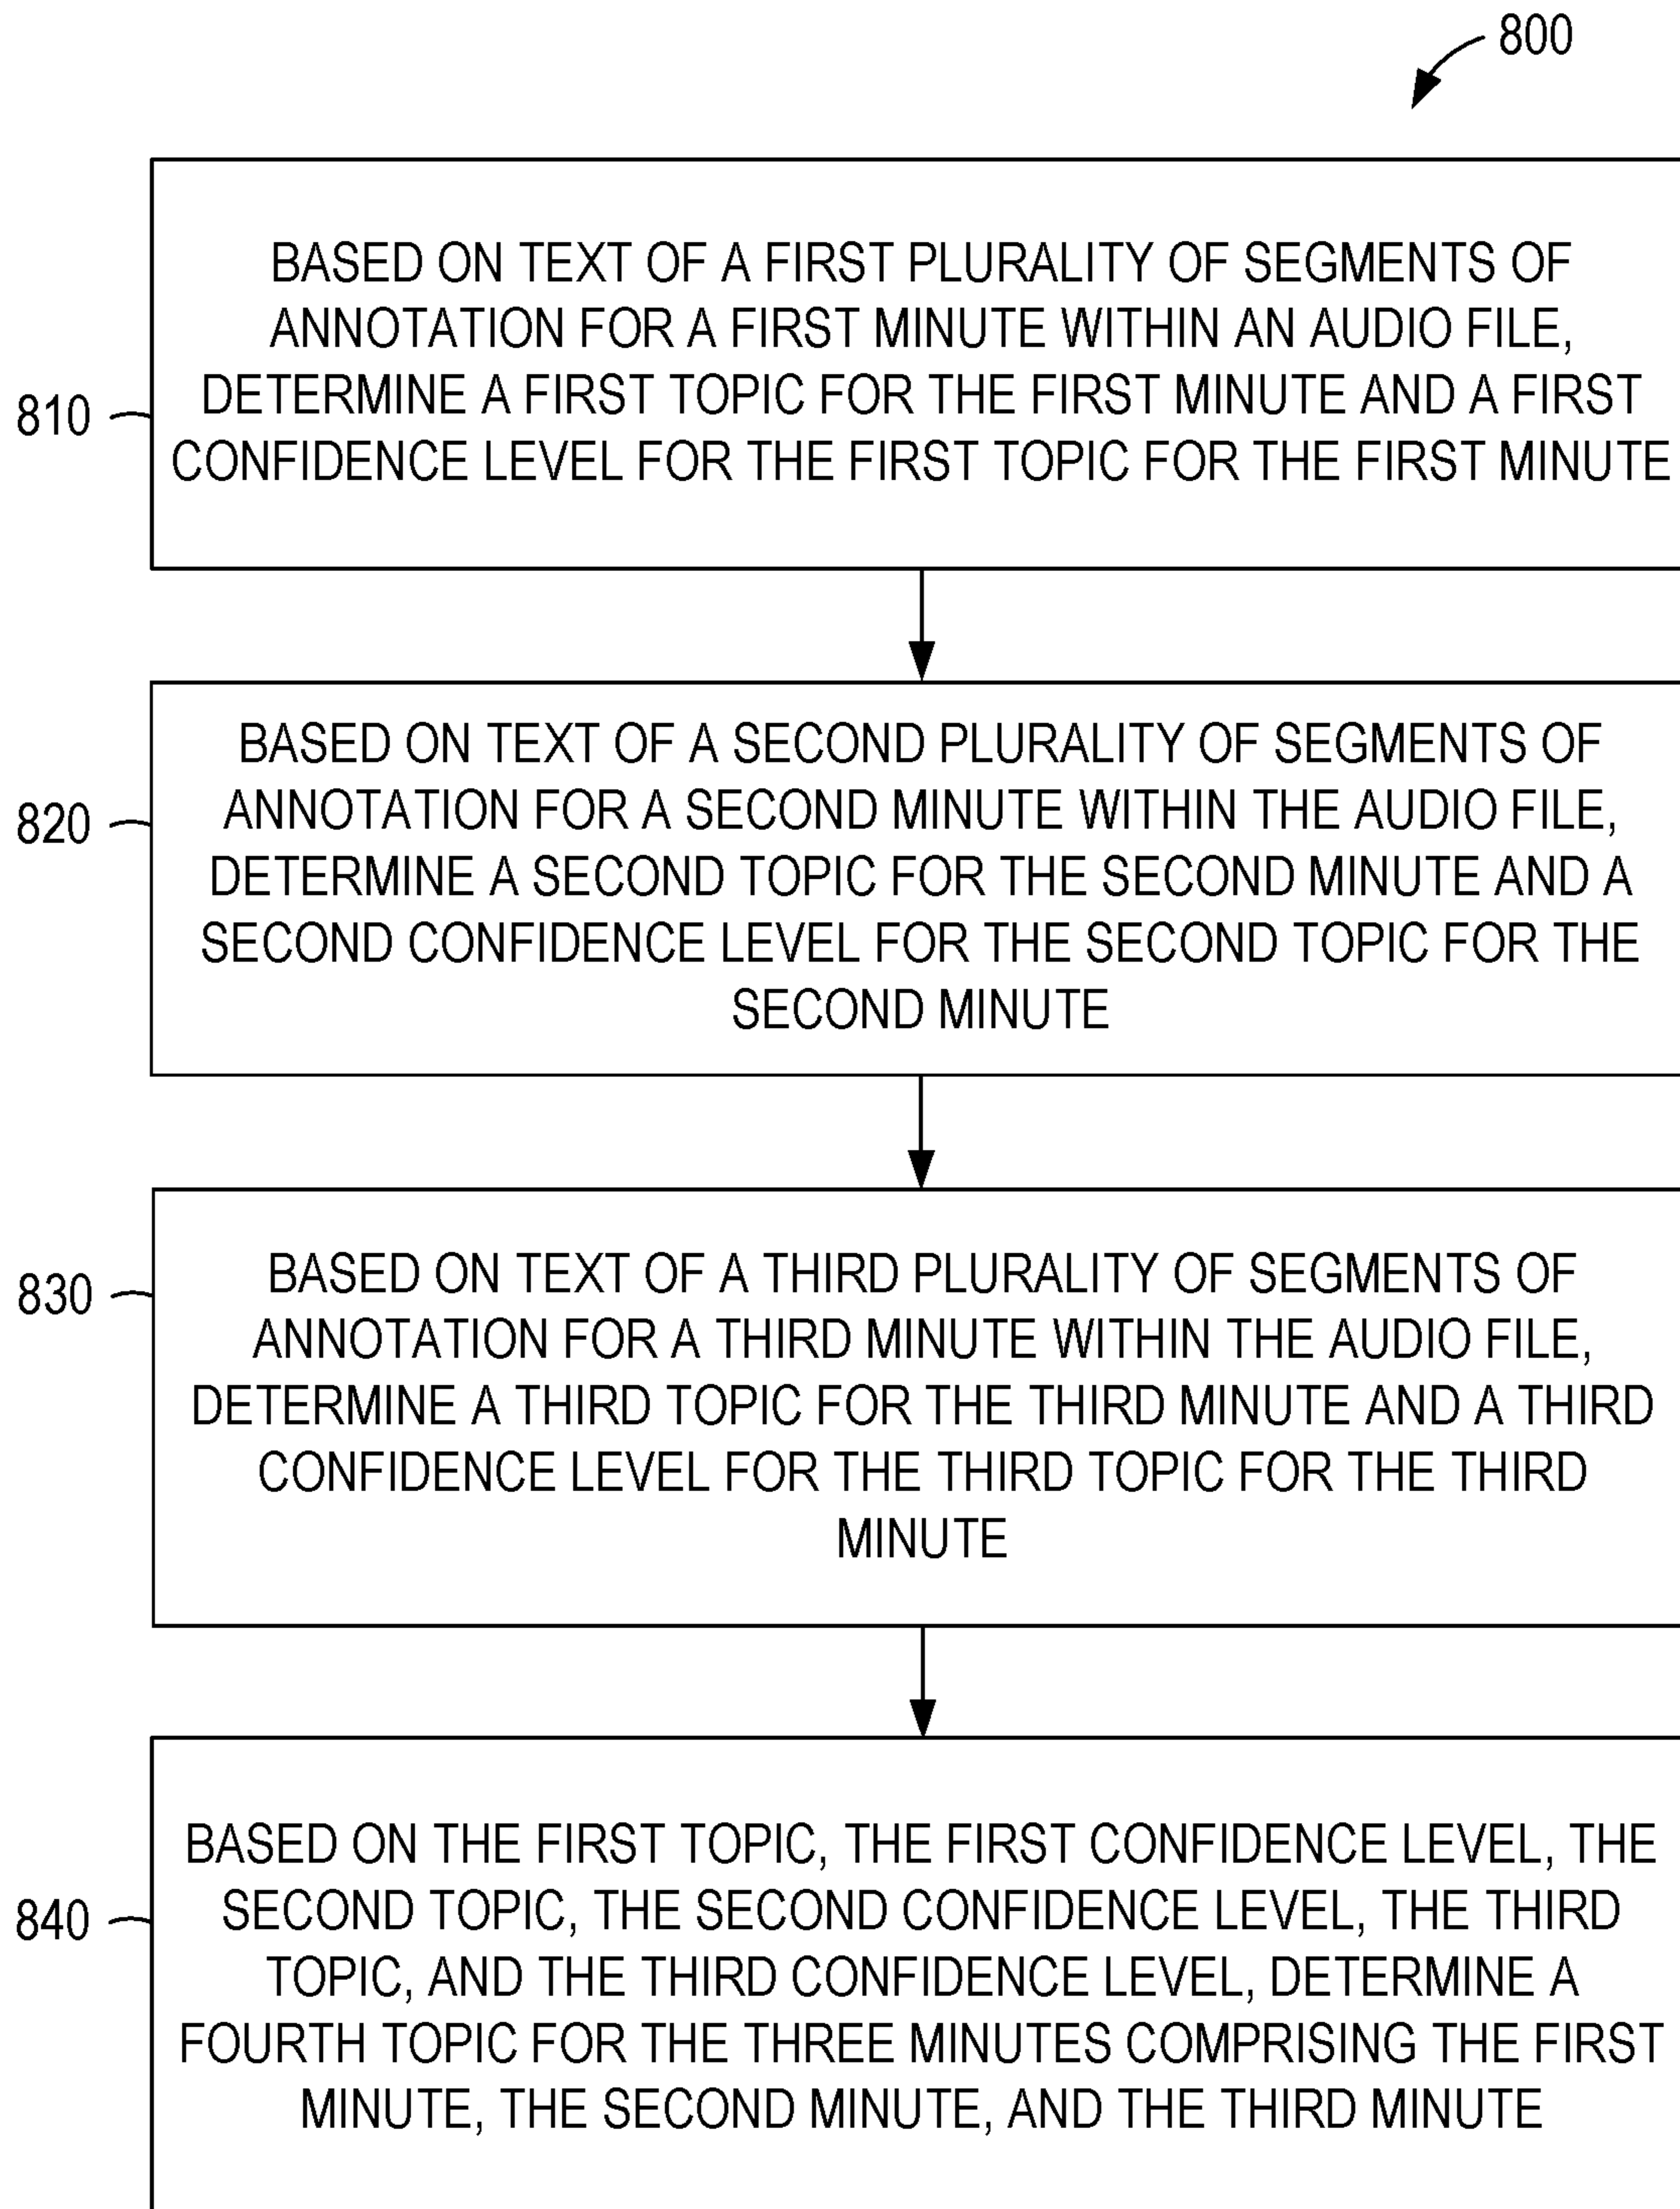 800
BASED ON TEXT OF A FIRST PLURALITY OF SEGMENTS OF
ANNOTATION FOR A FIRST MINUTE WITHIN AN AUDIO FILE,
DETERMINE A FIRST TOPIC FOR THE FIRST MINUTE AND A FIRST
CONFIDENCE LEVEL FOR THE FIRST TOPIC FOR THE FIRST MINUTE
810
BASED ON TEXT OF A SECOND PLURALITY OF SEGMENTS OF
ANNOTATION FOR A SECOND MINUTE WITHIN THE AUDIO FILE,
DETERMINE A SECOND TOPIC FOR THE SECOND MINUTE AND A
SECOND CONFIDENCE LEVEL FOR THE SECOND TOPIC FOR THE
SECOND MINUTE
820
BASED ON TEXT OF A THIRD PLURALITY OF SEGMENTS OF
ANNOTATION FOR A THIRD MINUTE WITHIN THE AUDIO FILE,
DETERMINE A THIRD TOPIC FOR THE THIRD MINUTE AND A THIRD
CONFIDENCE LEVEL FOR THE THIRD TOPIC FOR THE THIRD
MINUTE
830
BASED ON THE FIRST TOPIC, THE FIRST CONFIDENCE LEVEL, THE
SECOND TOPIC, THE SECOND CONFIDENCE LEVEL, THE THIRD
TOPIC, AND THE THIRD CONFIDENCE LEVEL, DETERMINE A
FOURTH TOPIC FOR THE THREE MINUTES COMPRISING THE FIRST
MINUTE, THE SECOND MINUTE, AND THE THIRD MINUTE
840